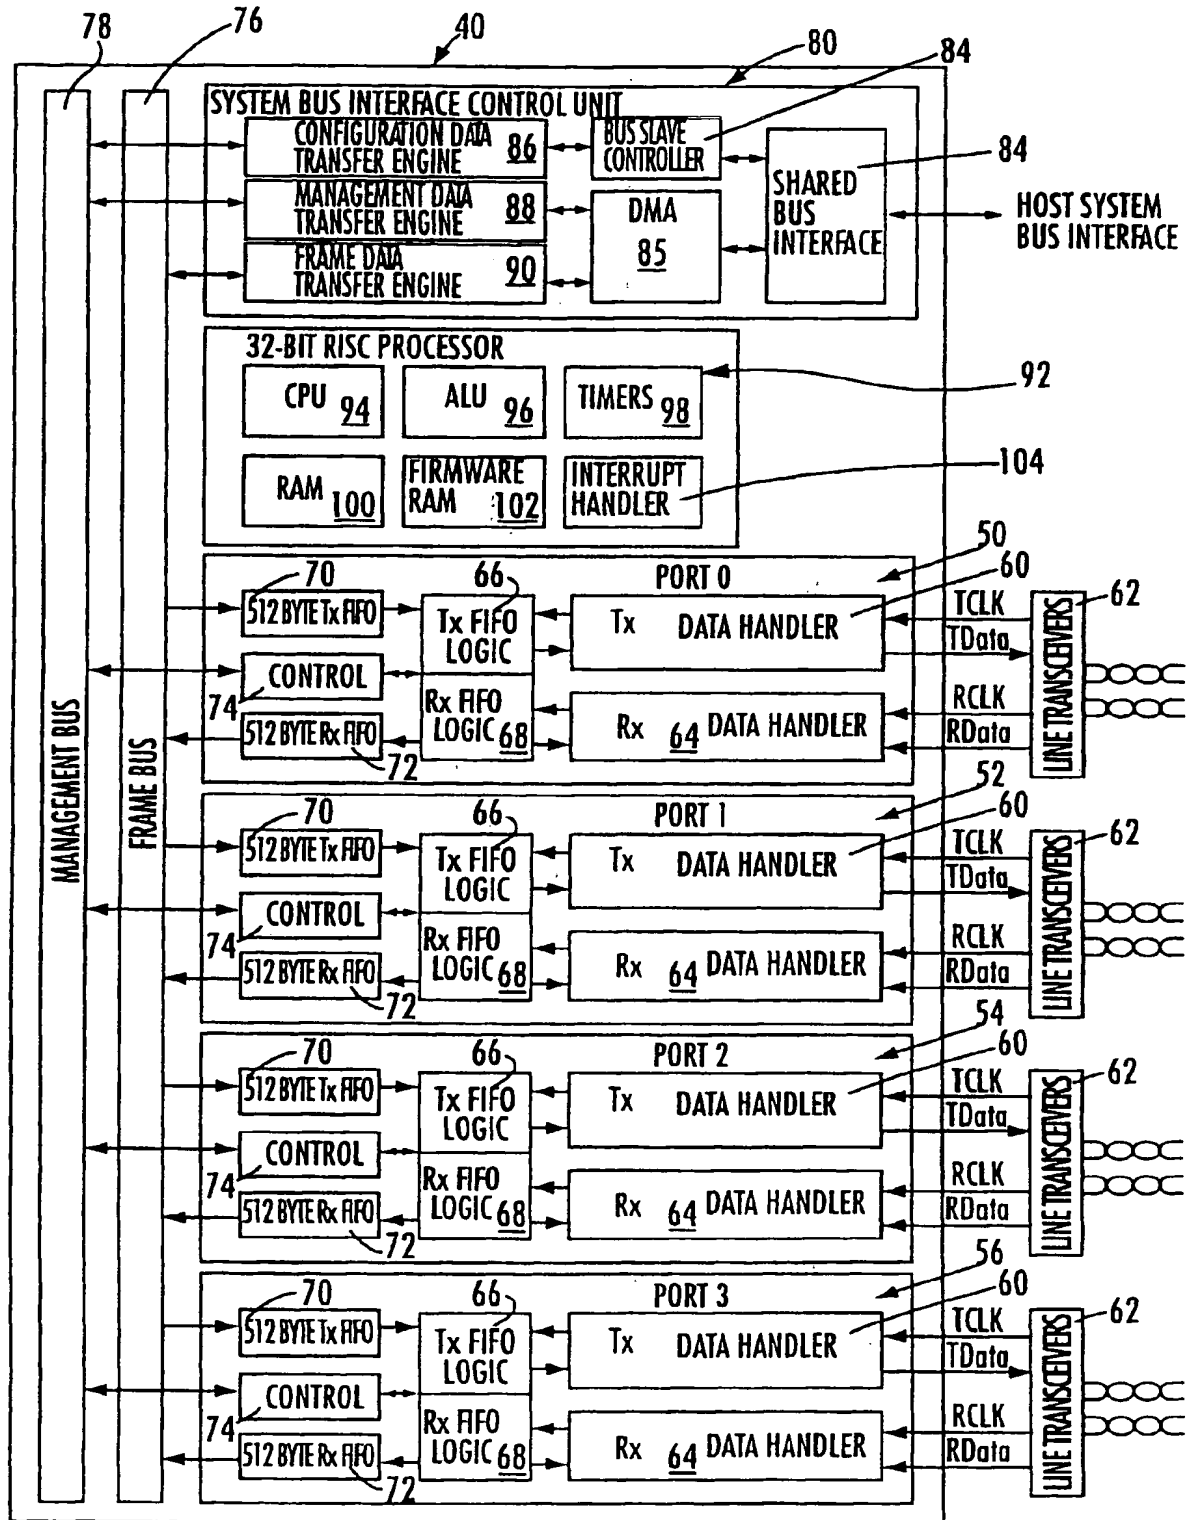 78
76
40
80
84
SYSTEM BUS INTERFACE CONTROL UNIT
CONFIGURATION DATA
TRANSFER ENGINE 86
BUS SLAVE
CONTROLLER
84
MANAGEMENT DATA
TRANSFER ENGINE 88
DMA
85
SHARED
BUS
INTERFACE
HOST SYSTEM
BUS INTERFACE
FRAME DATA
TRANSFER ENGINE 90
32-BIT RISC PROCESSOR
92
CPU 94
ALU 96
TIMERS 98
RAM 100
FIRMWARE
RAM 102
INTERRUPT
HANDLER
104
MANAGEMENT BUS
FRAME BUS
50
70
66
PORT 0
60
62
512 BYTE Tx FIFO
Tx FIFO
LOGIC
Tx DATA HANDLER
TCLK
TData
LINE TRANSCEIVERS
CONTROL
74
Rx FIFO
LOGIC 68
Rx 64 DATA HANDLER
RCLK
RData
512 BYTE Rx FIFO
72
52
70
66
PORT 1
60
62
512 BYTE Tx FIFO
Tx FIFO
LOGIC
Tx DATA HANDLER
TCLK
TData
LINE TRANSCEIVERS
CONTROL
74
Rx FIFO
LOGIC 68
Rx 64 DATA HANDLER
RCLK
RData
512 BYTE Rx FIFO
72
54
70
66
PORT 2
60
62
512 BYTE Tx FIFO
Tx FIFO
LOGIC
Tx DATA HANDLER
TCLK
TData
LINE TRANSCEIVERS
CONTROL
74
Rx FIFO
LOGIC 68
Rx 64 DATA HANDLER
RCLK
RData
512 BYTE Rx FIFO
72
56
70
66
PORT 3
60
62
512 BYTE Tx FIFO
Tx FIFO
LOGIC
Tx DATA HANDLER
TCLK
TData
LINE TRANSCEIVERS
CONTROL
74
Rx FIFO
LOGIC 68
Rx 64 DATA HANDLER
RCLK
RData
512 BYTE Rx FIFO
72